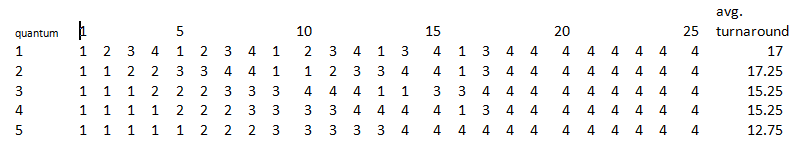 avg.
quantum 1 5 10 15 20 25 turnaround
1 1 2 3 4 1 2 3 4 1 2 3 4 1 3 4 1 3 4 4 4 4 4 4 4 4 17
2 1 1 2 2 3 3 4 4 1 1 2 3 3 4 4 1 3 4 4 4 4 4 4 4 4 17.25
3 1 1 1 2 2 2 3 3 3 4 4 4 1 1 3 3 4 4 4 4 4 4 4 4 4 15.25
4 1 1 1 1 2 2 2 3 3 3 3 4 4 4 4 1 3 4 4 4 4 4 4 4 4 15.25
5 1 1 1 1 1 2 2 2 3 3 3 3 3 4 4 4 4 4 4 4 4 4 4 4 4 12.75